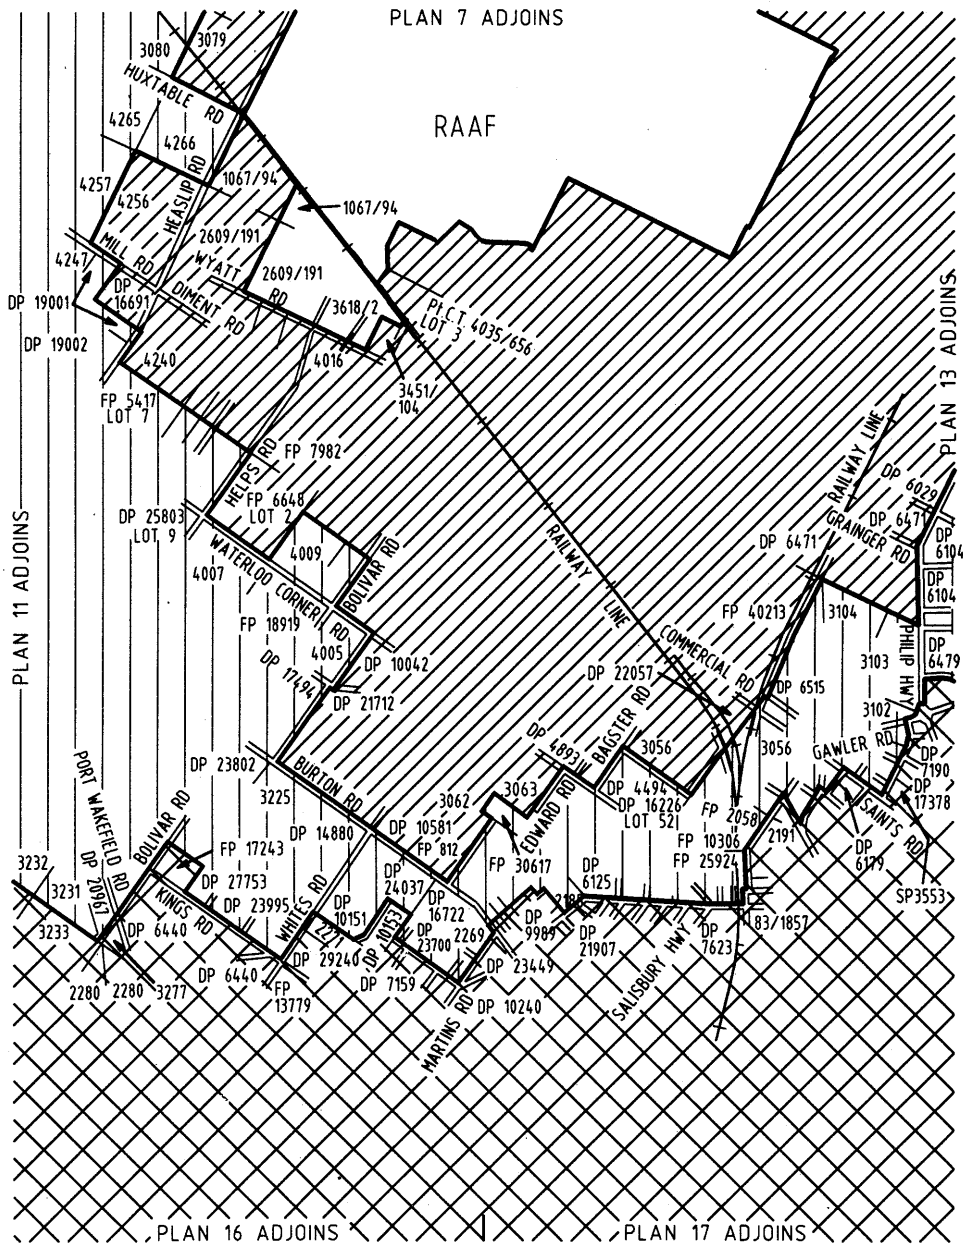 PLAN 7 ADJOINS
3079
3080
HUXTABLE RD
RAAF
4265
4266
1067/94
1067/94
4257
4256
HEASLIP RD
2609/191
WYATT RD
2609/191
MILL RD
4247
DP 19001
DP
16691
DIMENT RD
3618/2
Pt.C.T. 4035/656
LOT 3
PLAN 13 ADJOINS
DP 19002
4240
4016
3451/
104
FP 5417
LOT 7
HELPS RD
FP 7982
FP 6648
LOT 2
RAILWAY LINE
DP 6029
DP 6471
GRAINGER RD
DP 6471
DP
6104
DP
6104
DP 25803
LOT 9
WATERLOO CORNER RD
4009
4007
BOLIVAR RD
RAILWAY LINE
PLAN 11 ADJOINS
FP 18919
4005
DP 10042
FP 40213
3104
3103
PHILIP HWY
DP
6479
DP 17494
DP 21712
COMMERCIAL RD
DP 22057
DP 6515
3102
DP 23802
BURTON RD
3225
DP 4893
BAGSTER RD
3056
3056
GAWLER RD
DP
7190
DP
17378
PORT WAKEFIELD RD
BOLIVAR RD
3062
3063
EDWARD RD
DP 4494
DP 16226
LOT 52
FP 2058
2191
SAINTS RD
DP
6179
SP3553
DP 14880
DP 10581
FP 812
FP
30617
FP 10306
FP 25924
FP 17243
DP 27753
DP 23995
3232
3231
3233
DP 20967
DP 6440
KINGS RD
WHITES RD
DP
24037
DP
10151
DP 10153
DP
16722
DP
6125
2181
83/1857
2271
DP
29240
DP
23700
2269
DP
9989
DP
21907
SALISBURY HWY
DP
7623
2280
2280
3277
DP 6440
FP
13779
DP 7159
DP 23449
DP 10240
MARTINS RD
PLAN 16 ADJOINS
PLAN 17 ADJOINS